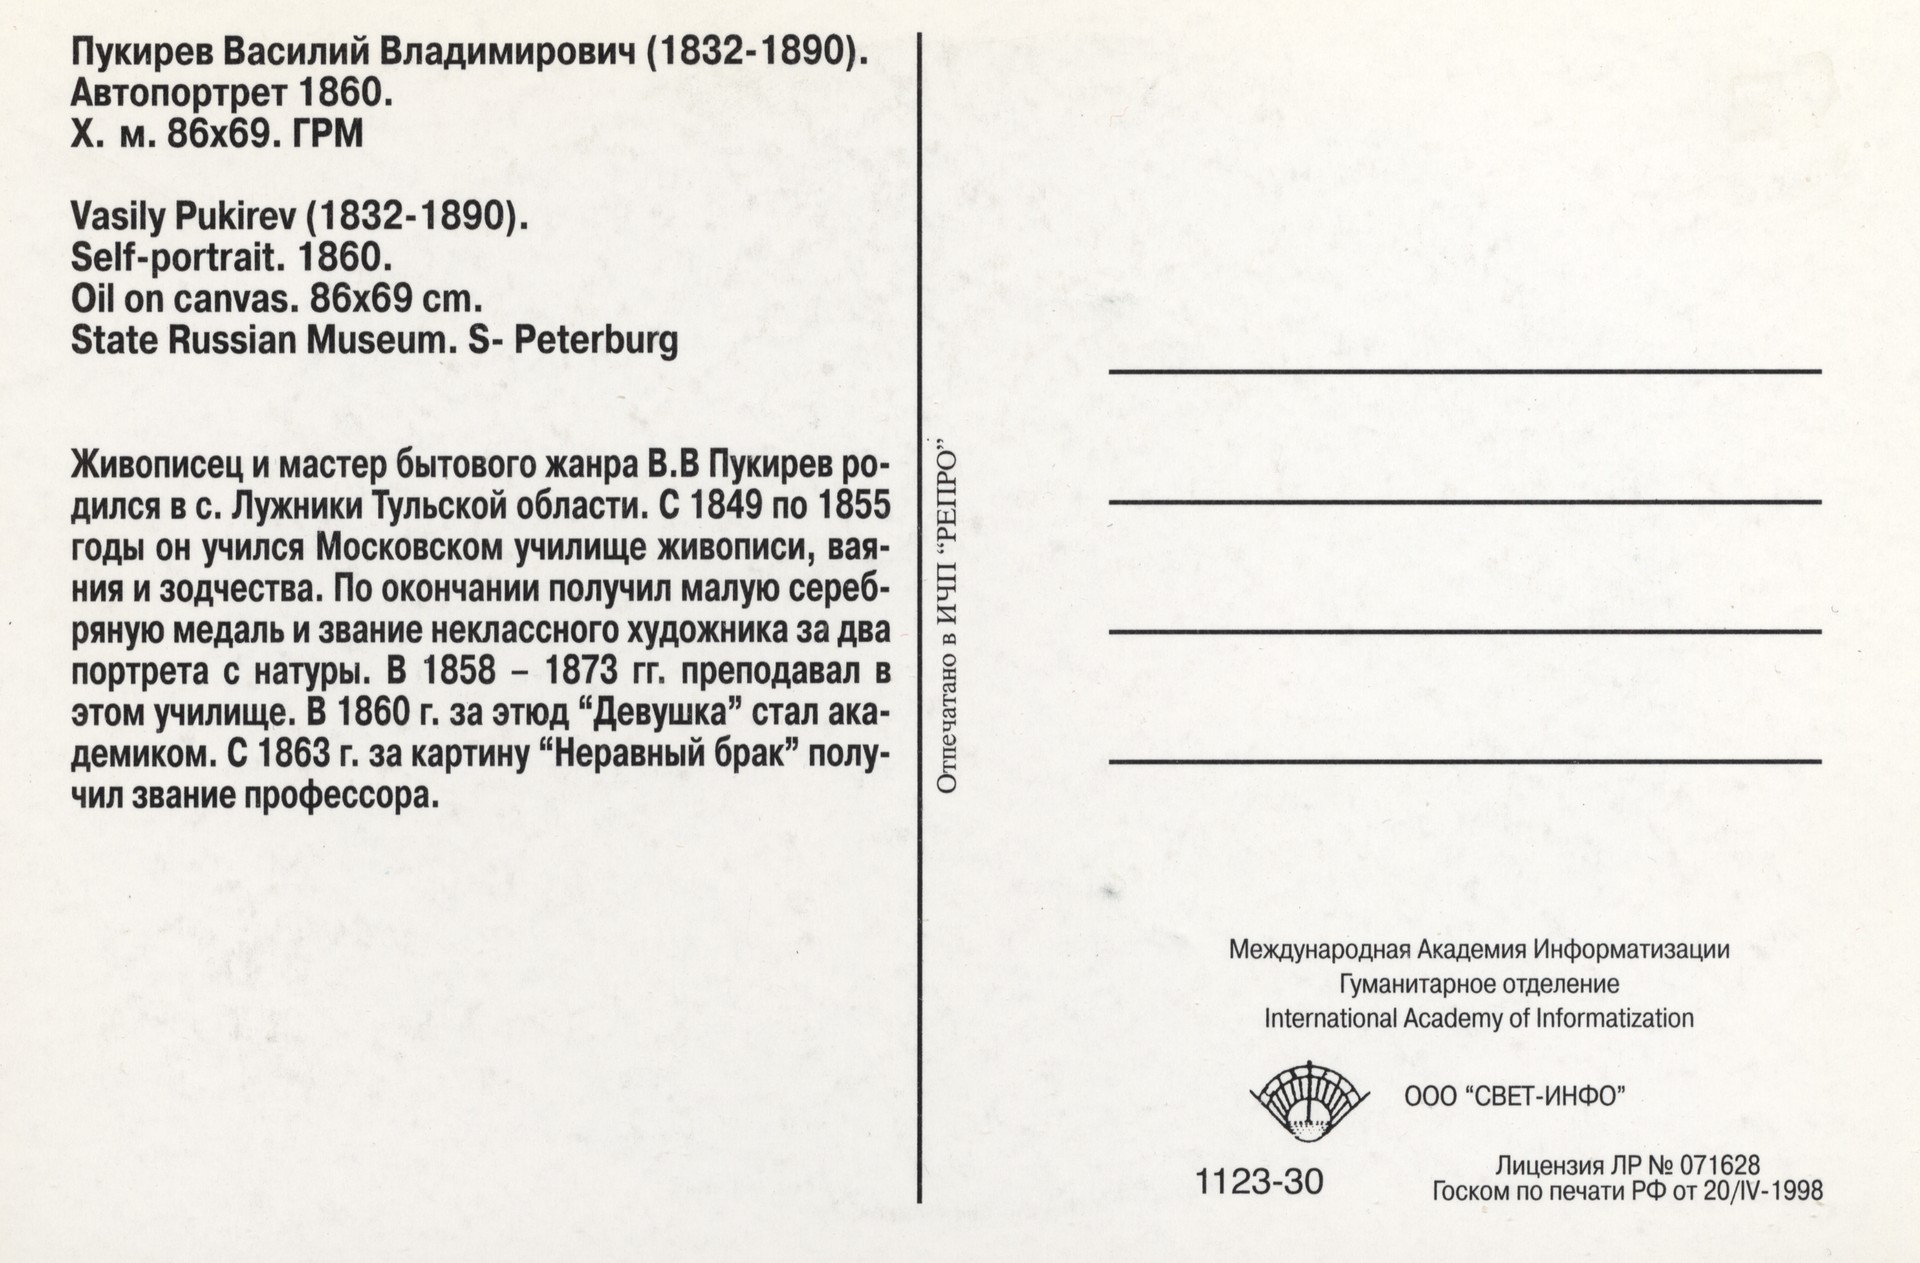 Пукирев Василий Владимирович (1832-1890).
Автопортрет 1860.
Х. м. 86х69. ГРМ
Vasily Pukirev (1832-1890).
Self-portrait. 1860.
Oil on canvas. 86x69 cm.
State Russian Museum. S- Peterburg
Живописец и мастер бытового жанра В.В Пукирев ро-
дился в с. Лужники Тульской области. С 1849 по 1855
годы он учился Московском училище живописи, вая-
ния и зодчества. По окончании получил малую сереб-
ряную медаль и звание неклассного художника за два
портрета с натуры. В 1858 – 1873 гг. преподавал в
этом училище. В 1860 г. за этюд “Девушка” стал ака-
демиком. С 1863 г. за картину “Неравный брак” полу-
чил звание профессора.
Отпечатано в ИЧП “РЕПРО”
Международная Академия Информатизации
Гуманитарное отделение
International Academy of Informatization
ООО “СВЕТ-ИНФО”
1123-30
Лицензия ЛР № 071628
Госком по печати РФ от 20/IV-1998